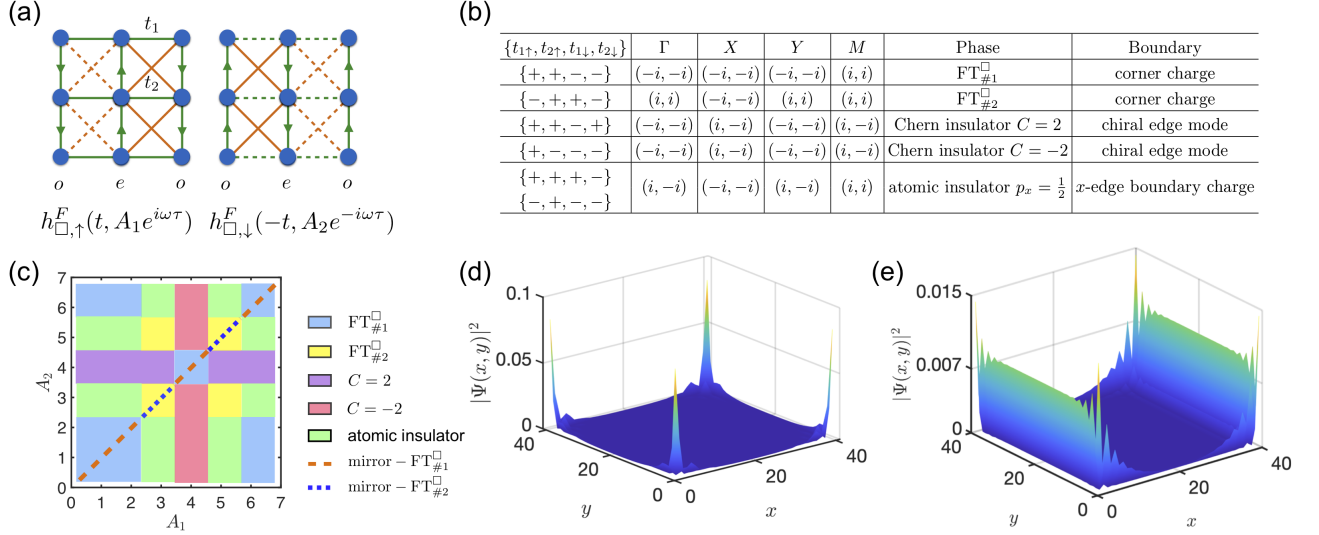 (a)
t₁
t₂
o e o o e o
h^F_{□,↑}(t, A₁e^{iωτ}) h^F_{□,↓}(−t, A₂e^{−iωτ})
(b)
{t₁↑, t₂↑, t₁↓, t₂↓} Γ X Y M Phase Boundary
{+, +, −, −} (−i, −i) (−i, −i) (−i, −i) (i, i) FT^□_{#1} corner charge
{−, +, +, −} (i, i) (−i, −i) (i, i) (i, i) FT^□_{#2} corner charge
{+, +, −, +} (−i, −i) (i, −i) (−i, −i) (i, −i) Chern insulator C = 2 chiral edge mode
{+, −, −, −} (−i, −i) (i, −i) (−i, −i) (i, −i) Chern insulator C = −2 chiral edge mode
{+, +, +, −}
(i, −i) (−i, −i) (i, −i) (i, i) atomic insulator pₓ = 1/2 x-edge boundary charge
{−, +, −, −}
(c)
7
6
5
4
3
2
1
0
A₂
0 1 2 3 4 5 6 7
A₁
FT^□_{#1}
FT^□_{#2}
C = 2
C = −2
atomic insulator
mirror − FT^□_{#1}
mirror − FT^□_{#2}
(d)
|Ψ(x, y)|²
0.1
0.05
0
40
20
0
y
0
20
40
x
(e)
|Ψ(x, y)|²
0.015
0.007
0
40
20
0
y
0
20
40
x